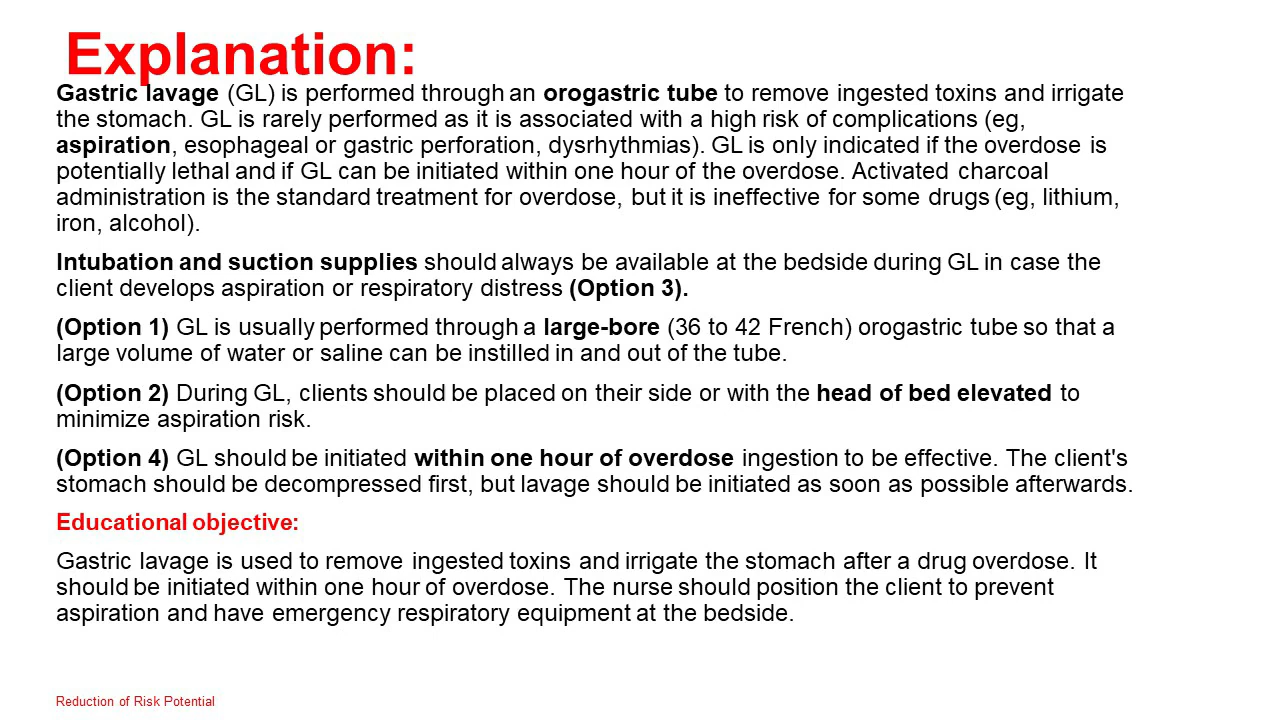 Explanation:
Gastric lavage (GL) is performed through an orogastric tube to remove ingested toxins and irrigate
the stomach. GL is rarely performed as it is associated with a high risk of complications (eg,
aspiration, esophageal or gastric perforation, dysrhythmias). GL is only indicated if the overdose is
potentially lethal and if GL can be initiated within one hour of the overdose. Activated charcoal
administration is the standard treatment for overdose, but it is ineffective for some drugs (eg, lithium,
iron, alcohol).
Intubation and suction supplies should always be available at the bedside during GL in case the
client develops aspiration or respiratory distress (Option 3).
(Option 1) GL is usually performed through a large-bore (36 to 42 French) orogastric tube so that a
large volume of water or saline can be instilled in and out of the tube.
(Option 2) During GL, clients should be placed on their side or with the head of bed elevated to
minimize aspiration risk.
(Option 4) GL should be initiated within one hour of overdose ingestion to be effective. The client's
stomach should be decompressed first, but lavage should be initiated as soon as possible afterwards.
Educational objective:
Gastric lavage is used to remove ingested toxins and irrigate the stomach after a drug overdose. It
should be initiated within one hour of overdose. The nurse should position the client to prevent
aspiration and have emergency respiratory equipment at the bedside.
Reduction of Risk Potential